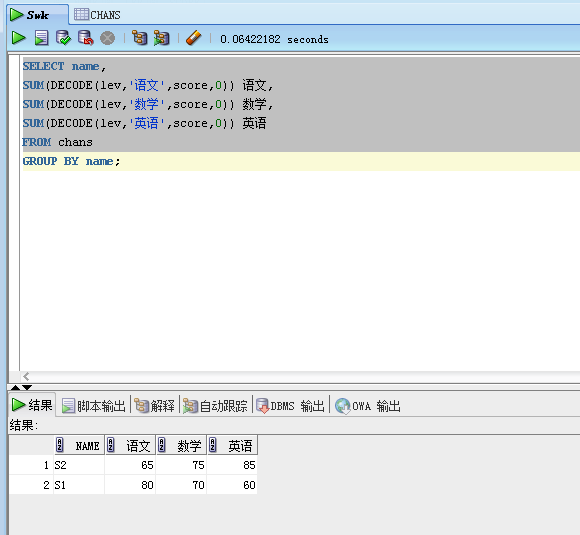 Swk CHANS
0.06422182 seconds
SELECT name,
SUM(DECODE(lev,'语文',score,0)) 语文,
SUM(DECODE(lev,'数学',score,0)) 数学,
SUM(DECODE(lev,'英语',score,0)) 英语
FROM chans
GROUP BY name;
结果 脚本输出 解释 自动跟踪 DBMS 输出 OWA 输出
结果:
NAME 语文 数学 英语
1 S2 65 75 85
2 S1 80 70 60